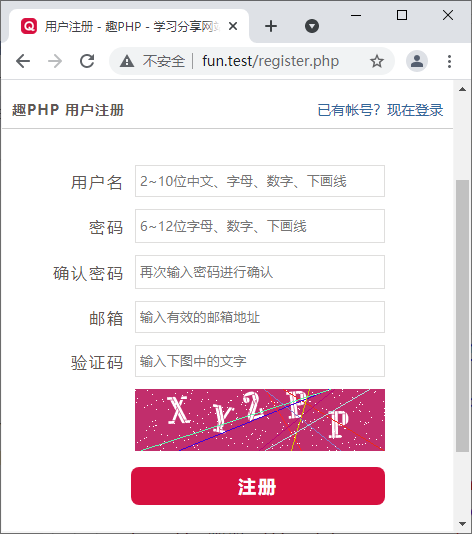 用户注册 - 趣PHP - 学习分享网站
不安全 fun.test/register.php
趣PHP 用户注册 已有帐号？现在登录
用户名 2~10位中文、字母、数字、下画线
密码 6~12位字母、数字、下画线
确认密码 再次输入密码进行确认
邮箱 输入有效的邮箱地址
验证码 输入下图中的文字
XY2PP
注册